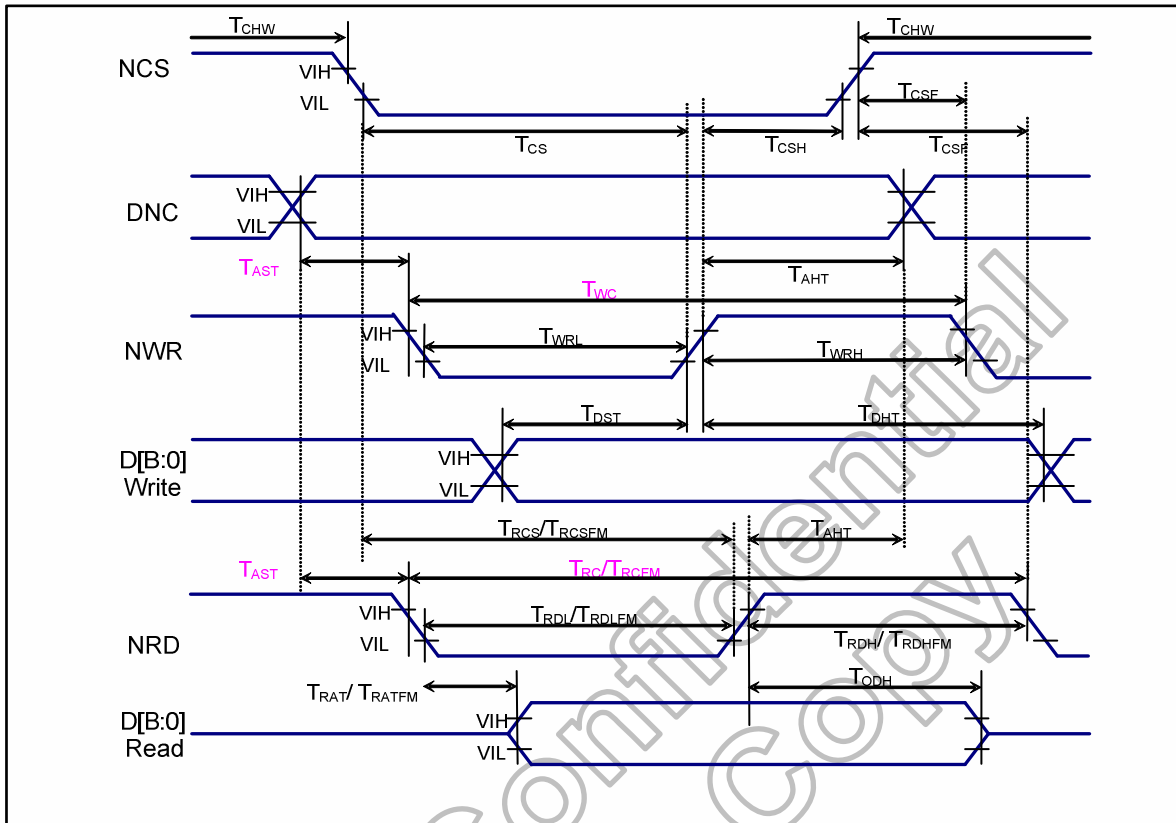 TCHW TCHW
NCS
VIH
VIL
TCSF
TCS TCSH TCSF
VIH
DNC
VIL
TAST TAHT
TWC
NWR
VIH
VIL
TWRL TWRH
TDST TDHT
D[B:0]
Write
VIH
VIL
TRCS/TRCSFM TAHT
TAST TRC/TRCFM
NRD
VIH
VIL
TRDL/TRDLFM TRDH/ TRDHFM
TRAT/ TRATFM TODH
D[B:0]
Read
VIH
VIL
Confidential
Copy